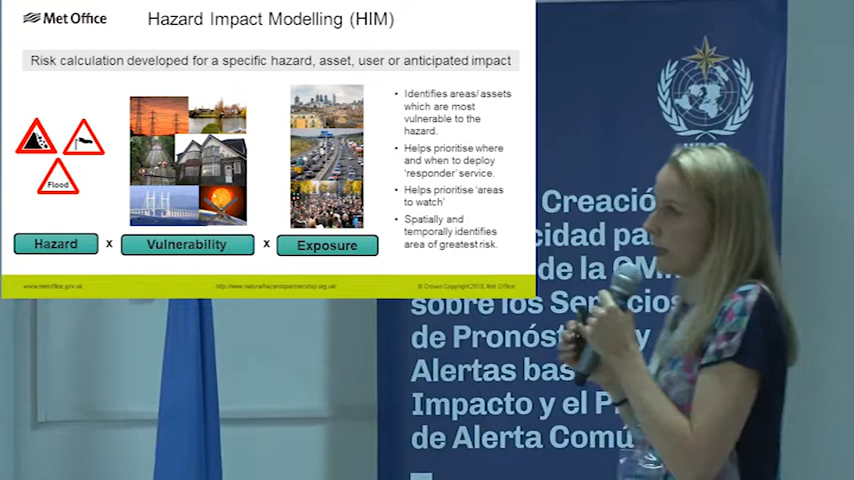 Met Office
Hazard Impact Modelling (HIM)
Risk calculation developed for a specific hazard, asset, user or anticipated impact
Flood
Hazard x Vulnerability x Exposure
• Identifies areas/ assets
which are most
vulnerable to the
hazard.
• Helps prioritise where
and when to deploy
'responder' service.
• Helps prioritise 'areas
to watch'
• Spatially and
temporally identifies
area of greatest risk.
www.metoffice.gov.uk
http://www.naturalhazardspartnership.org.uk/
© Crown Copyright 2018, Met Office
Creació
cidad pa
de la OM
sobre los Servicios
de Pronóst y
Alertas bas
Impacto y el P
de Alerta Comú